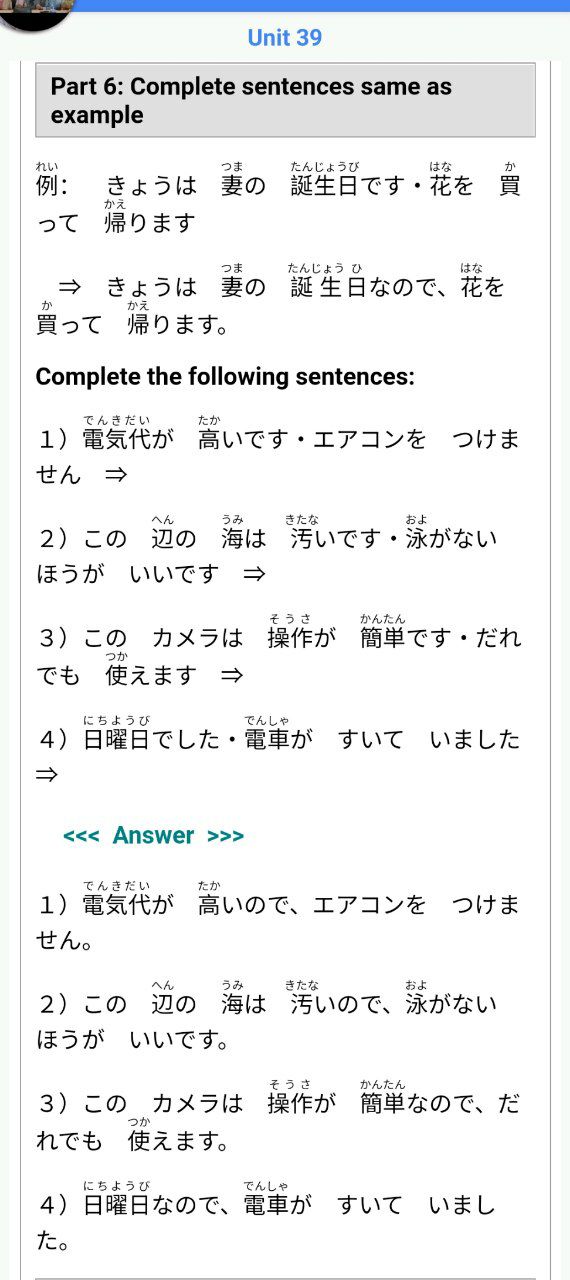 Unit 39
Part 6: Complete sentences same as
example
れい つま たんじょうび はな か
例： きょうは 妻の 誕生日です・花を 買
かえ
って 帰ります
つま たんじょう び はな
⇒ きょうは 妻の 誕生日なので、花を
か かえ
買って 帰ります。
Complete the following sentences:
でんきだい たか
１）電気代が 高いです・エアコンを つけま
せん ⇒
へん うみ きたな およ
２）この 辺の 海は 汚いです・泳がない
ほうが いいです ⇒
そうさ かんたん
３）この カメラは 操作が 簡単です・だれ
つか
でも 使えます ⇒
にちようび でんしゃ
４）日曜日でした・電車が すいて いました
⇒
<<< Answer >>>
でんきだい たか
１）電気代が 高いので、エアコンを つけま
せん。
へん うみ きたな およ
２）この 辺の 海は 汚いので、泳がない
ほうが いいです。
そうさ かんたん
３）この カメラは 操作が 簡単なので、だ
つか
れでも 使えます。
にちようび でんしゃ
４）日曜日なので、電車が すいて いまし
た。